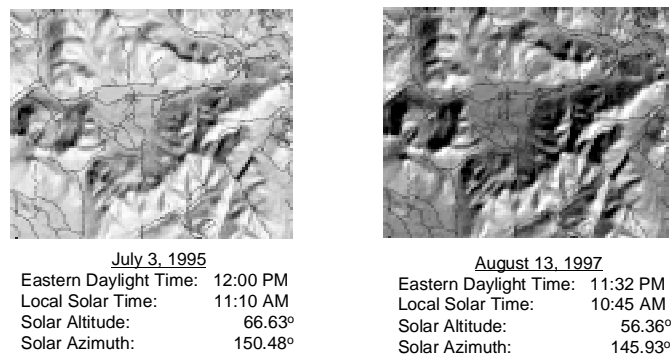 July 3, 1995
Eastern Daylight Time: 12:00 PM
Local Solar Time: 11:10 AM
Solar Altitude: 66.63º
Solar Azimuth: 150.48º
August 13, 1997
Eastern Daylight Time: 11:32 PM
Local Solar Time: 10:45 AM
Solar Altitude: 56.36º
Solar Azimuth: 145.93º